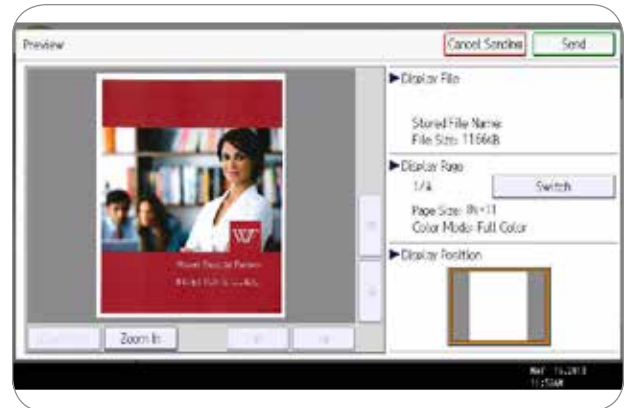 Preview
Cancel Sending
Send
Display File
Stored File Name:
File Size: 1166KB
Display Page
1/4
Switch
Page Size: 8½×11
Color Mode: Full Color
Display Position
W
Zoom In
MAY